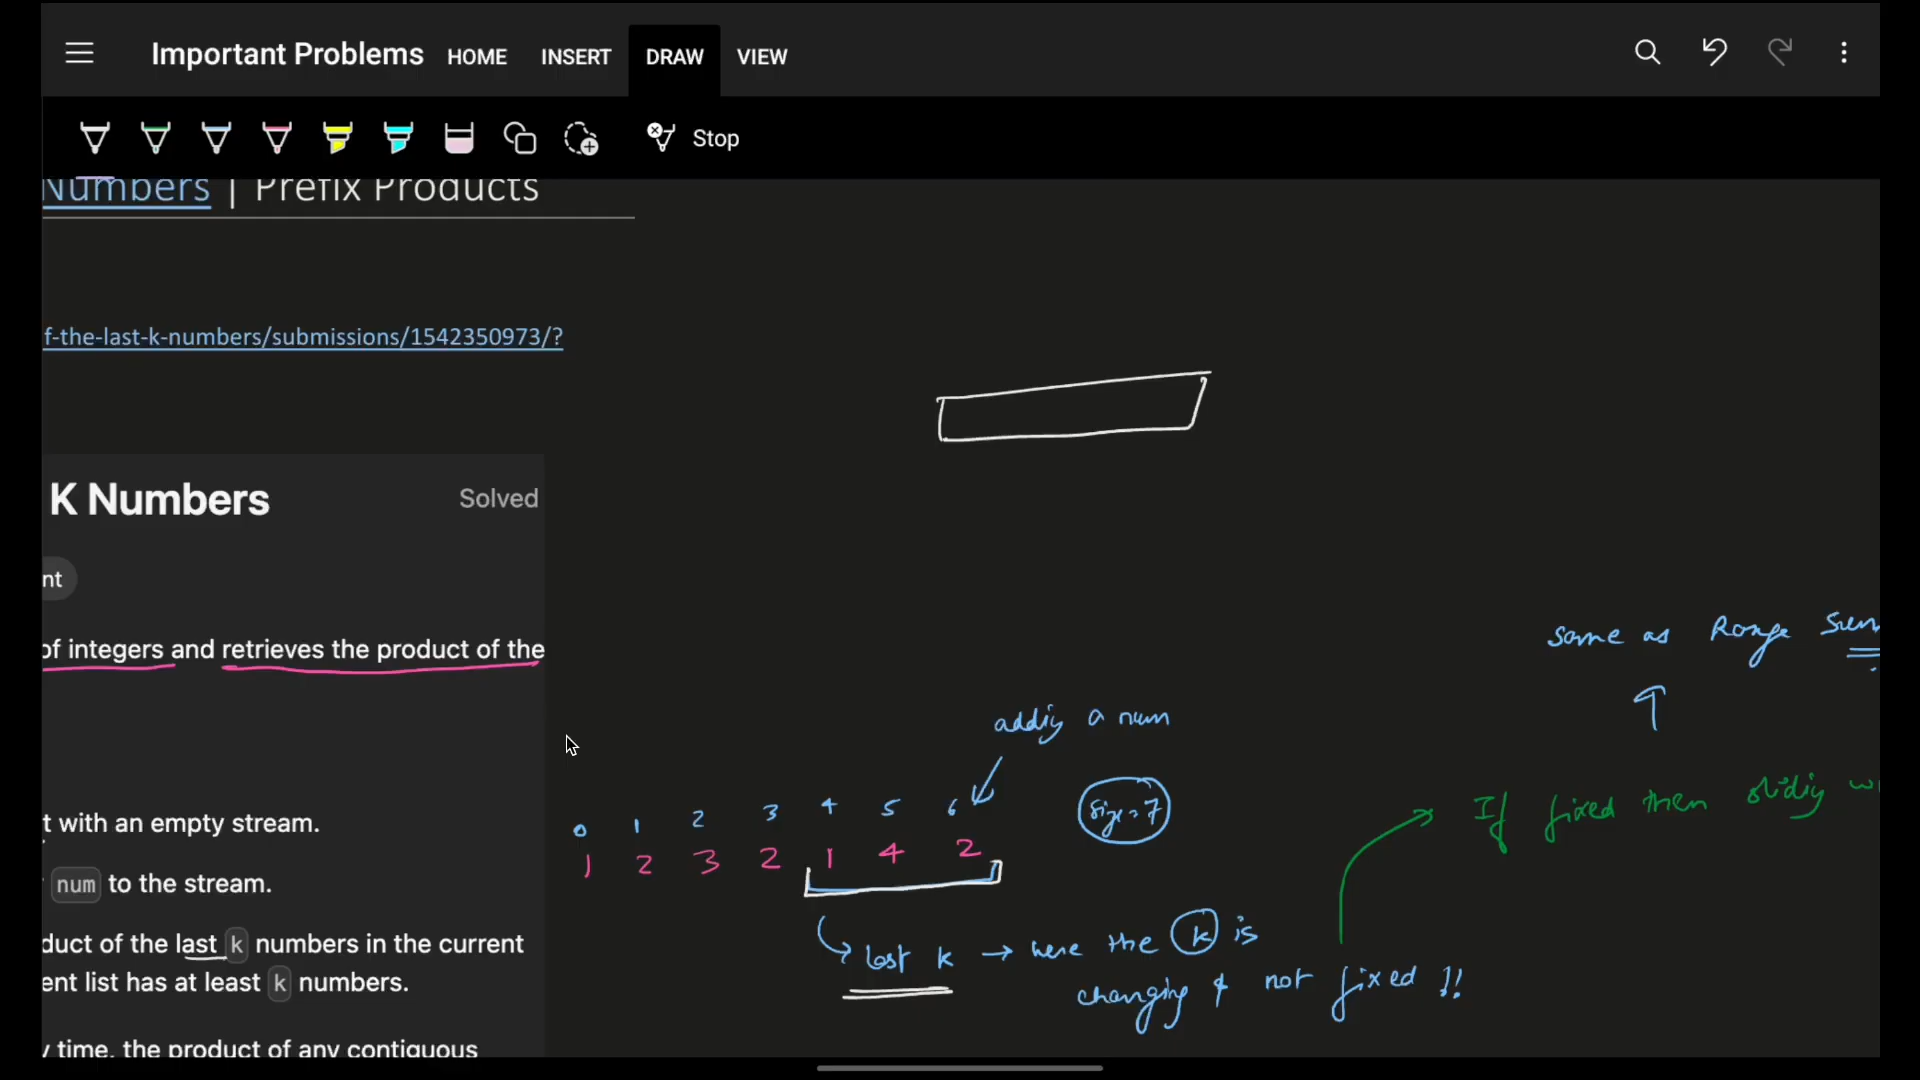 Important Problems HOME INSERT DRAW VIEW
Stop
Numbers | Prefix Products
f-the-last-k-numbers/submissions/1542350973/?
K Numbers Solved
nt
of integers and retrieves the product of the
t with an empty stream.
num to the stream.
duct of the last k numbers in the current
ent list has at least k numbers.
y time, the product of any contiguous
same as Range Sum
adding a num
0 1 2 3 4 5 6
size = 7
1 2 3 2 1 4 2
If fixed then sliding wi
last k → here the k is
changing & not fixed !!